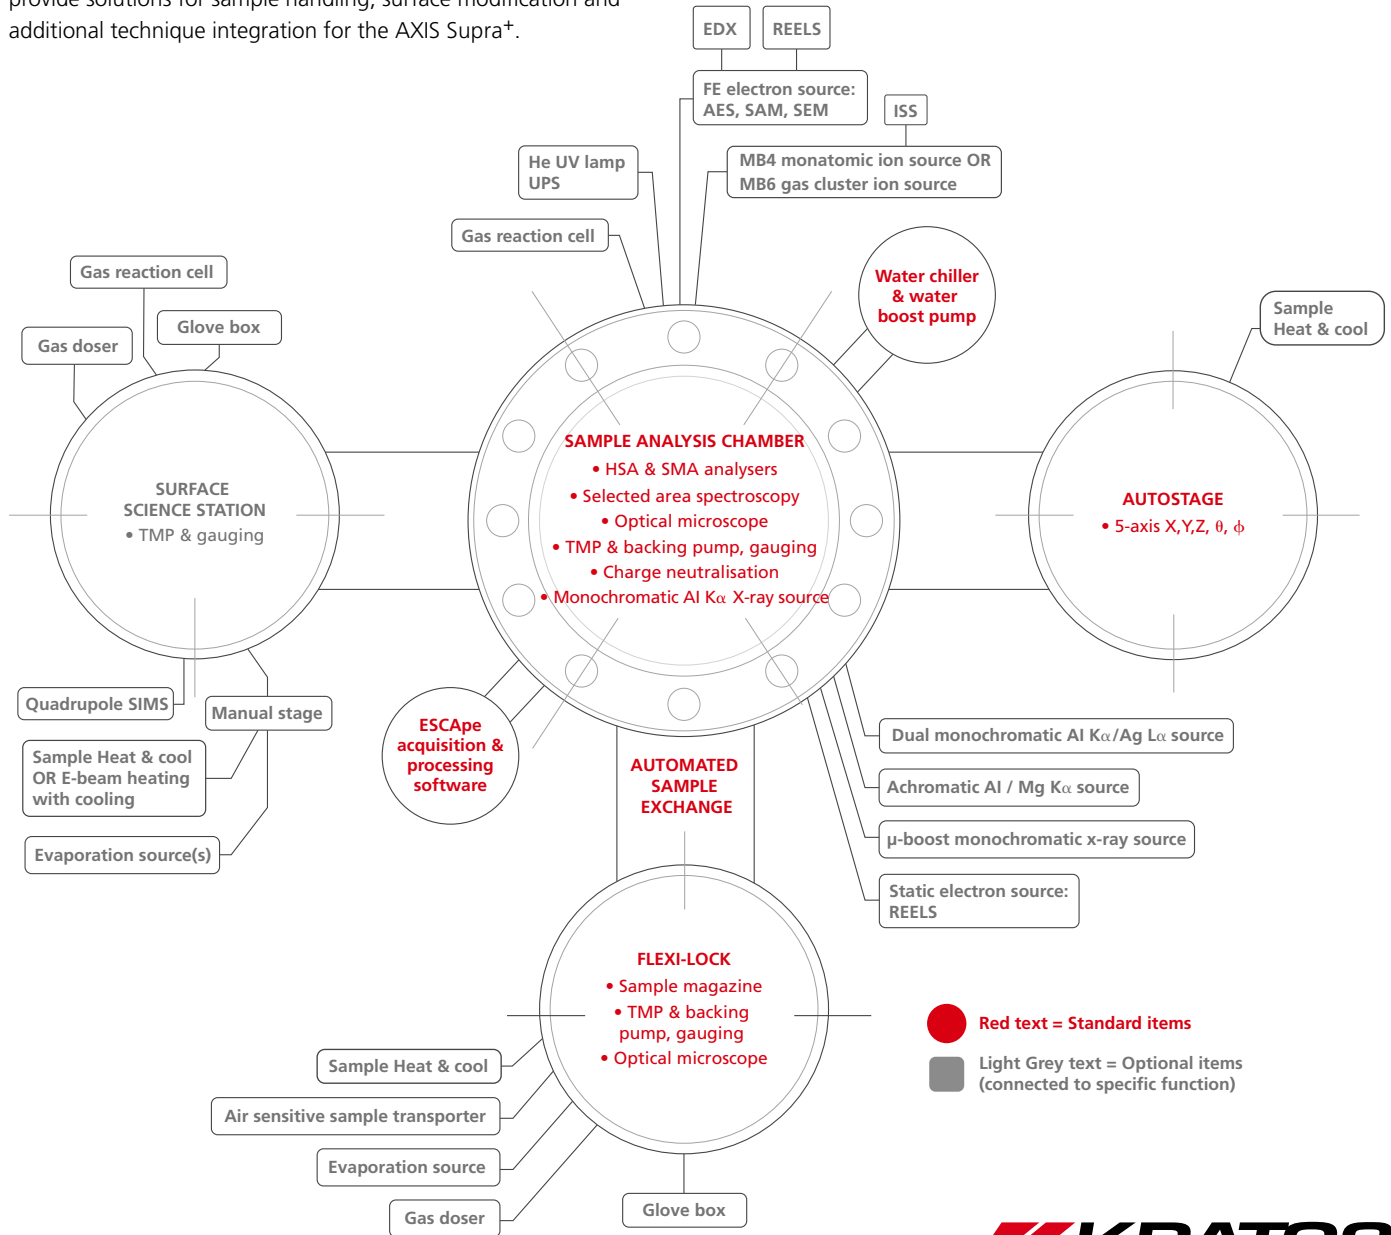 provide solutions for sample handling, surface modification and
additional technique integration for the AXIS Supra+.
EDX
REELS
FE electron source:
AES, SAM, SEM
ISS
He UV lamp
UPS
MB4 monatomic ion source OR
MB6 gas cluster ion source
Gas reaction cell
Water chiller
& water
boost pump
Gas reaction cell
Glove box
Gas doser
Sample
Heat & cool
SURFACE
SCIENCE STATION
• TMP & gauging
SAMPLE ANALYSIS CHAMBER
• HSA & SMA analysers
• Selected area spectroscopy
• Optical microscope
• TMP & backing pump, gauging
• Charge neutralisation
• Monochromatic Al Kα X-ray source
AUTOSTAGE
• 5-axis X,Y,Z, θ, ϕ
Quadrupole SIMS
Manual stage
Sample Heat & cool
OR E-beam heating
with cooling
Evaporation source(s)
ESCApe
acquisition &
processing
software
AUTOMATED
SAMPLE
EXCHANGE
Dual monochromatic Al Kα/Ag Lα source
Achromatic Al / Mg Kα source
µ-boost monochromatic x-ray source
Static electron source:
REELS
FLEXI-LOCK
• Sample magazine
• TMP & backing
pump, gauging
• Optical microscope
Sample Heat & cool
Air sensitive sample transporter
Evaporation source
Gas doser
Glove box
Red text = Standard items
Light Grey text = Optional items
(connected to specific function)